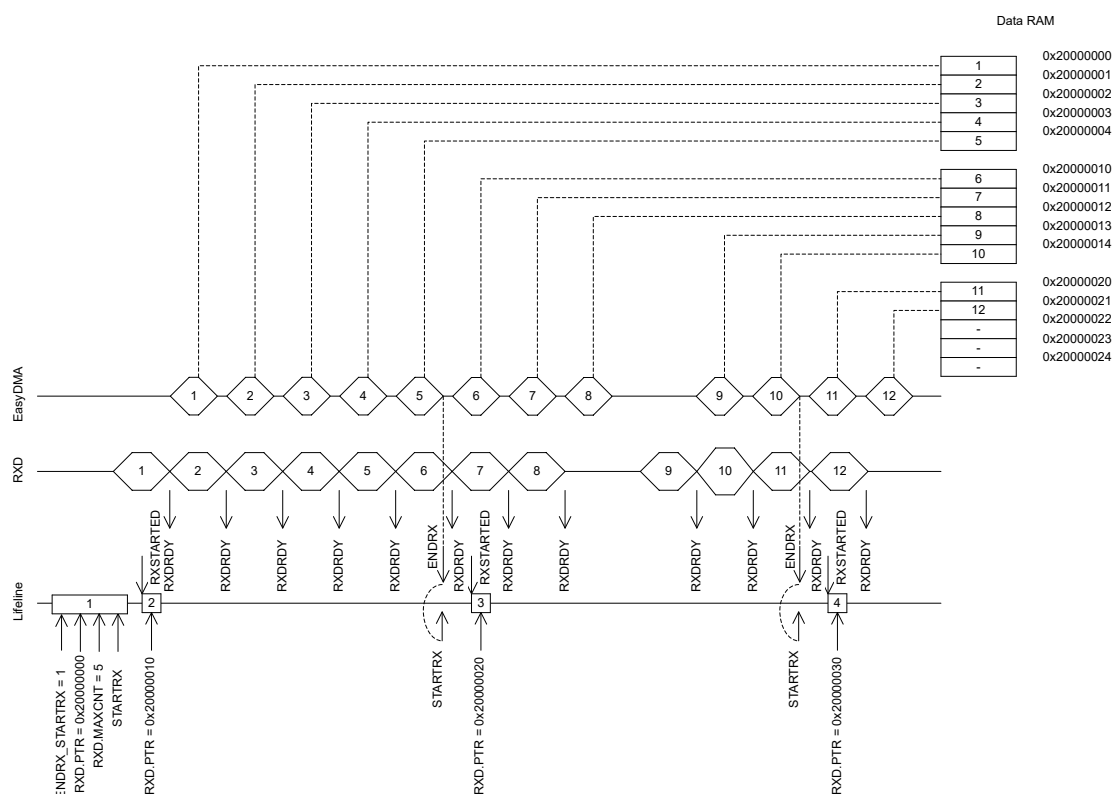 Data RAM
1
2
3
4
5
0x20000000
0x20000001
0x20000002
0x20000003
0x20000004
6
7
8
9
10
0x20000010
0x20000011
0x20000012
0x20000013
0x20000014
11
12
-
-
-
0x20000020
0x20000021
0x20000022
0x20000023
0x20000024
EasyDMA
1 2 3 4 5 6 7 8 9 10 11 12
RXD
1 2 3 4 5 6 7 8 9 10 11 12
RXSTARTED
RXDRDY
RXDRDY
RXDRDY
RXDRDY
RXDRDY
ENDRX
RXDRDY
RXSTARTED
RXDRDY
RXDRDY
RXDRDY
RXDRDY
ENDRX
RXDRDY
RXSTARTED
RXDRDY
Lifeline
1 2 3 4
ENDRX_STARTRX = 1
RXD.PTR = 0x20000000
RXD.MAXCNT = 5
STARTRX
RXD.PTR = 0x20000010
STARTRX
RXD.PTR = 0x20000020
STARTRX
RXD.PTR = 0x20000030